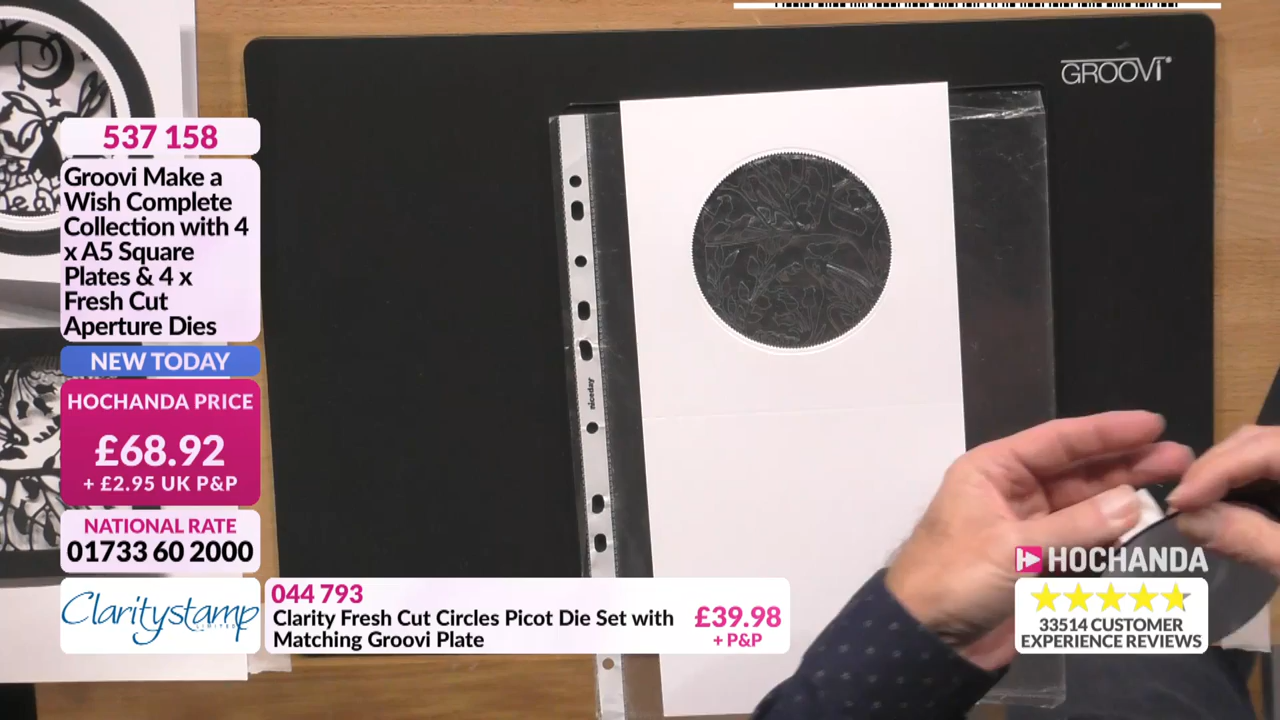 GROOVI
537 158
Groovi Make a
Wish Complete
Collection with 4
x A5 Square
Plates & 4 x
Fresh Cut
Aperture Dies
NEW TODAY
HOCHANDA PRICE
£68.92
+ £2.95 UK P&P
NATIONAL RATE
01733 60 2000
niceday
Claritystamp
LIMITED
044 793
Clarity Fresh Cut Circles Picot Die Set with
Matching Groovi Plate
£39.98
+ P&P
HOCHANDA
33514 CUSTOMER
EXPERIENCE REVIEWS